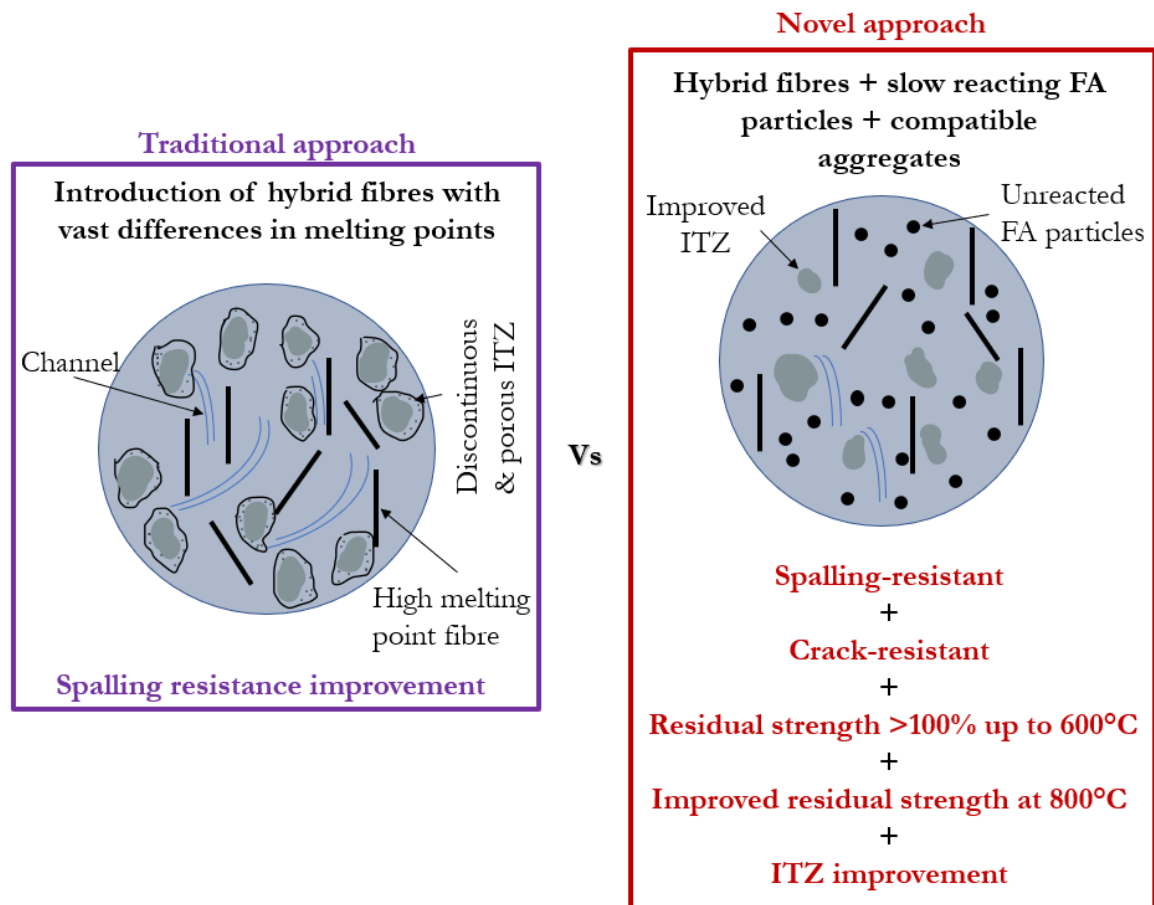 Traditional approach
Introduction of hybrid fibres with
vast differences in melting points
Channel
Discontinuous
& porous ITZ
High melting
point fibre
Spalling resistance improvement
Vs
Novel approach
Hybrid fibres + slow reacting FA
particles + compatible
aggregates
Improved
ITZ
Unreacted
FA particles
Spalling-resistant
+
Crack-resistant
+
Residual strength >100% up to 600°C
+
Improved residual strength at 800°C
+
ITZ improvement